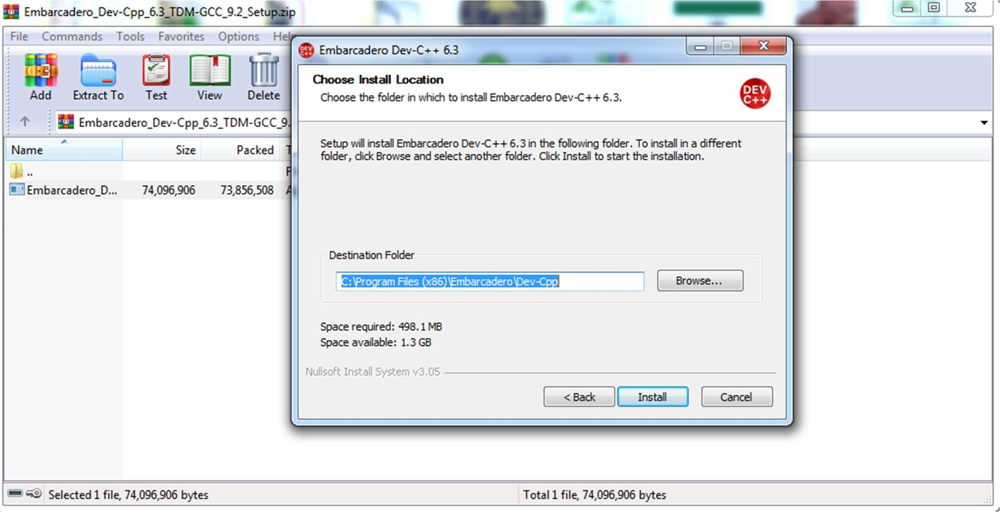 Embarcadero_Dev-Cpp_6.3_TDM-GCC_9.2_Setup.zip
File Commands Tools Favorites Options Help
Add Extract To Test View Delete
Embarcadero_Dev-Cpp_6.3_TDM-GCC_9.
Name Size Packed T
..
Embarcadero_D... 74,096,906 73,856,508 A
DEV C++ Embarcadero Dev-C++ 6.3
Choose Install Location
Choose the folder in which to install Embarcadero Dev-C++ 6.3.
DEV
C++
Setup will install Embarcadero Dev-C++ 6.3 in the following folder. To install in a different
folder, click Browse and select another folder. Click Install to start the installation.
Destination Folder
C:\Program Files (x86)\Embarcadero\Dev-Cpp
Browse...
Space required: 498.1 MB
Space available: 1.3 GB
Nullsoft Install System v3.05
< Back Install Cancel
Selected 1 file, 74,096,906 bytes
Total 1 file, 74,096,906 bytes